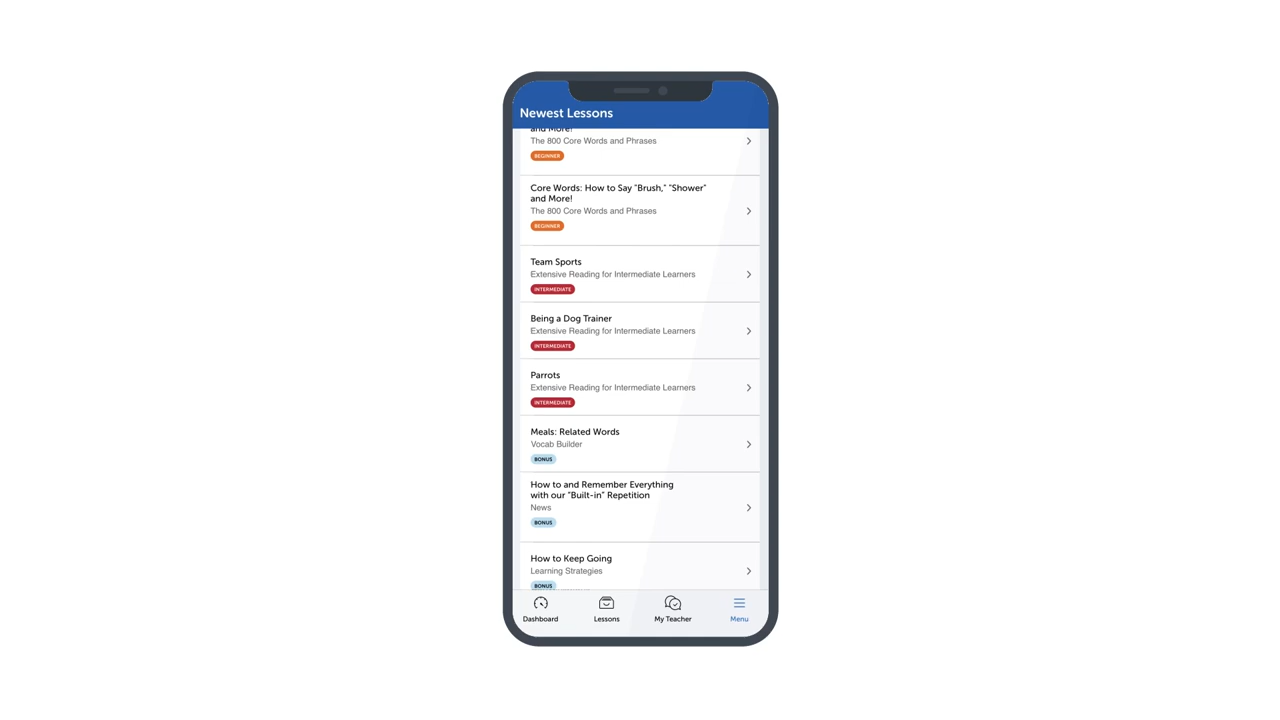 Newest Lessons
and More!
The 800 Core Words and Phrases
BEGINNER
Core Words: How to Say "Brush," "Shower"
and More!
The 800 Core Words and Phrases
BEGINNER
Team Sports
Extensive Reading for Intermediate Learners
INTERMEDIATE
Being a Dog Trainer
Extensive Reading for Intermediate Learners
INTERMEDIATE
Parrots
Extensive Reading for Intermediate Learners
INTERMEDIATE
Meals: Related Words
Vocab Builder
BONUS
How to and Remember Everything
with our "Built-in" Repetition
News
BONUS
How to Keep Going
Learning Strategies
BONUS
Dashboard
Lessons
My Teacher
Menu